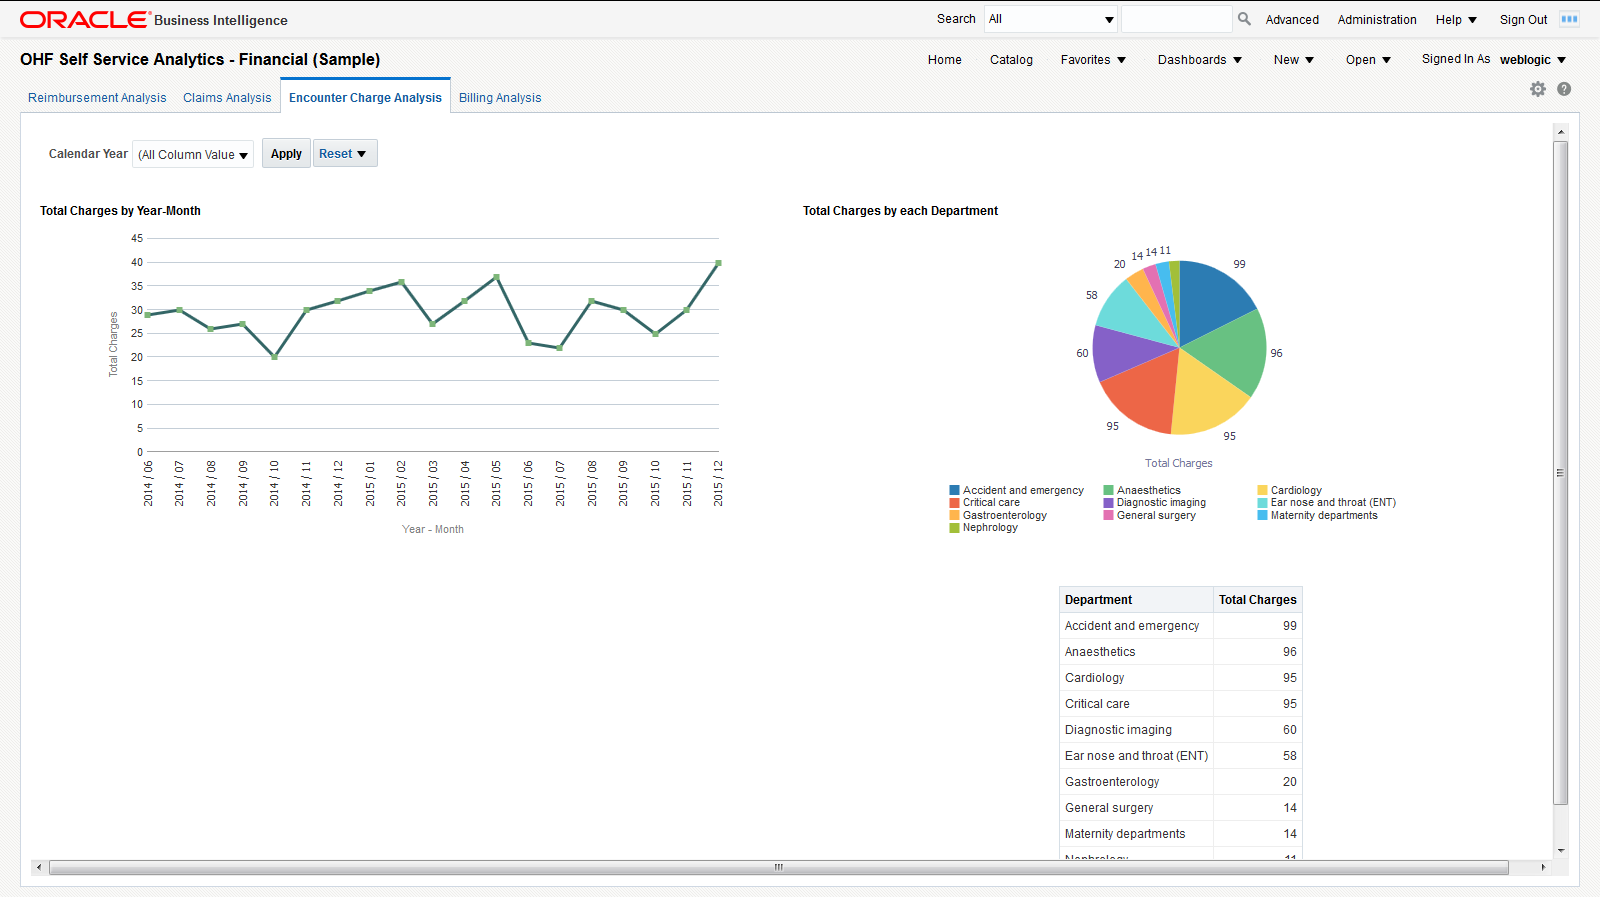 ORACLE Business Intelligence
Search All Advanced Administration Help Sign Out
OHF Self Service Analytics - Financial (Sample)
Home Catalog Favorites Dashboards New Open Signed In As weblogic
Reimbursement Analysis Claims Analysis Encounter Charge Analysis Billing Analysis
Calendar Year (All Column Value Apply Reset
Total Charges by Year-Month
45
40
35
30
25
20
15
10
5
0
Total Charges
2014 / 06
2014 / 07
2014 / 08
2014 / 09
2014 / 10
2014 / 11
2014 / 12
2015 / 01
2015 / 02
2015 / 03
2015 / 04
2015 / 05
2015 / 06
2015 / 07
2015 / 08
2015 / 09
2015 / 10
2015 / 11
2015 / 12
Year - Month
Total Charges by each Department
99
96
95
95
60
58
20
14
14
11
Total Charges
Accident and emergency Anaesthetics Cardiology
Critical care Diagnostic imaging Ear nose and throat (ENT)
Gastroenterology General surgery Maternity departments
Nephrology
Department Total Charges
Accident and emergency 99
Anaesthetics 96
Cardiology 95
Critical care 95
Diagnostic imaging 60
Ear nose and throat (ENT) 58
Gastroenterology 20
General surgery 14
Maternity departments 14
Nephrology 11